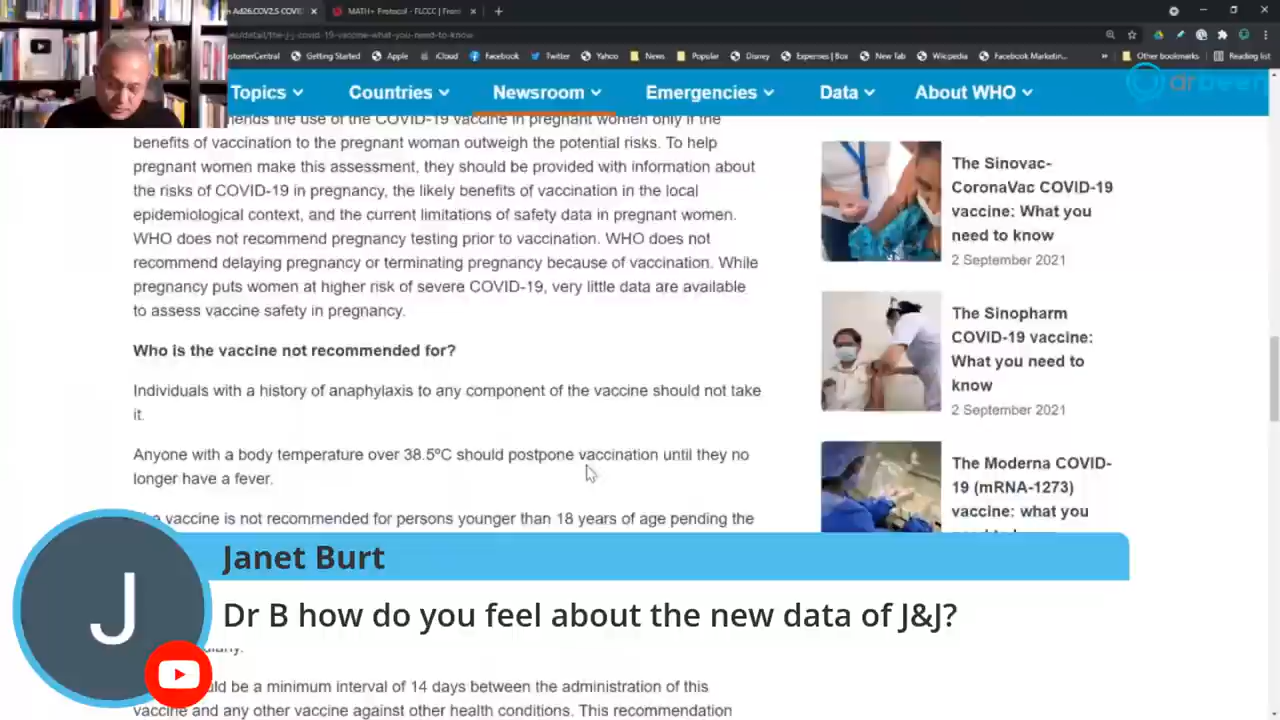 n Ad26.COV2.S COVI
MATH+ Protocol - FLCCC | Front
detail/the-j-j-covid-19-vaccine-what-you-need-to-know
stomerCentral
Getting Started
Apple
iCloud
Facebook
Twitter
Yahoo
News
Popular
Disney
Expenses | Box
New Tab
Wikipedia
Facebook Marketin...
Other bookmarks
Reading list
Topics
Countries
Newsroom
Emergencies
Data
About WHO
drbeen
mends the use of the COVID-19 vaccine in pregnant women only if the
benefits of vaccination to the pregnant woman outweigh the potential risks. To help
pregnant women make this assessment, they should be provided with information about
the risks of COVID-19 in pregnancy, the likely benefits of vaccination in the local
epidemiological context, and the current limitations of safety data in pregnant women.
WHO does not recommend pregnancy testing prior to vaccination. WHO does not
recommend delaying pregnancy or terminating pregnancy because of vaccination. While
pregnancy puts women at higher risk of severe COVID-19, very little data are available
to assess vaccine safety in pregnancy.
Who is the vaccine not recommended for?
Individuals with a history of anaphylaxis to any component of the vaccine should not take
it.
Anyone with a body temperature over 38.5ºC should postpone vaccination until they no
longer have a fever.
vaccine is not recommended for persons younger than 18 years of age pending the
The Sinovac-
CoronaVac COVID-19
vaccine: What you
need to know
2 September 2021
The Sinopharm
COVID-19 vaccine:
What you need to
know
2 September 2021
The Moderna COVID-
19 (mRNA-1273)
vaccine: what you
J
Janet Burt
Dr B how do you feel about the new data of J&J?
uld be a minimum interval of 14 days between the administration of this
vaccine and any other vaccine against other health conditions. This recommendation